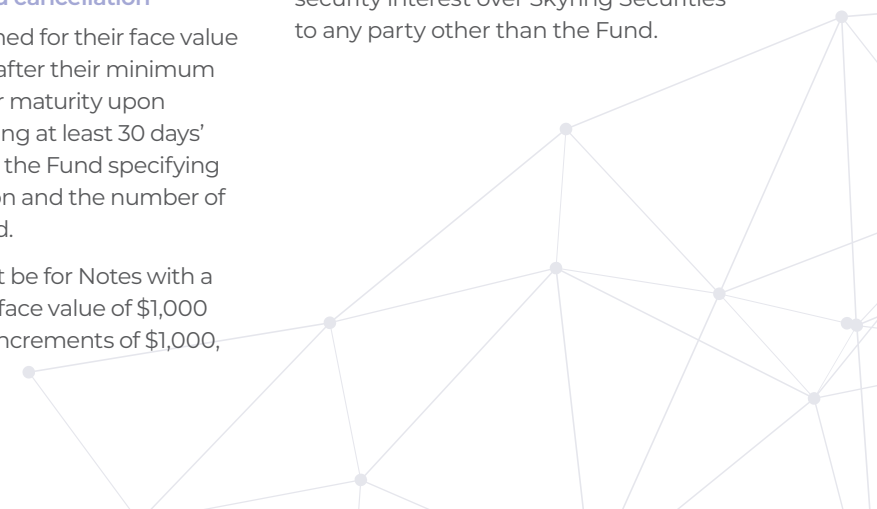 d cancellation
ned for their face value
after their minimum
r maturity upon
ng at least 30 days’
the Fund specifying
on and the number of
d.
t be for Notes with a
face value of $1,000
ncrements of $1,000,
security interest over Skyring Securities
to any party other than the Fund.